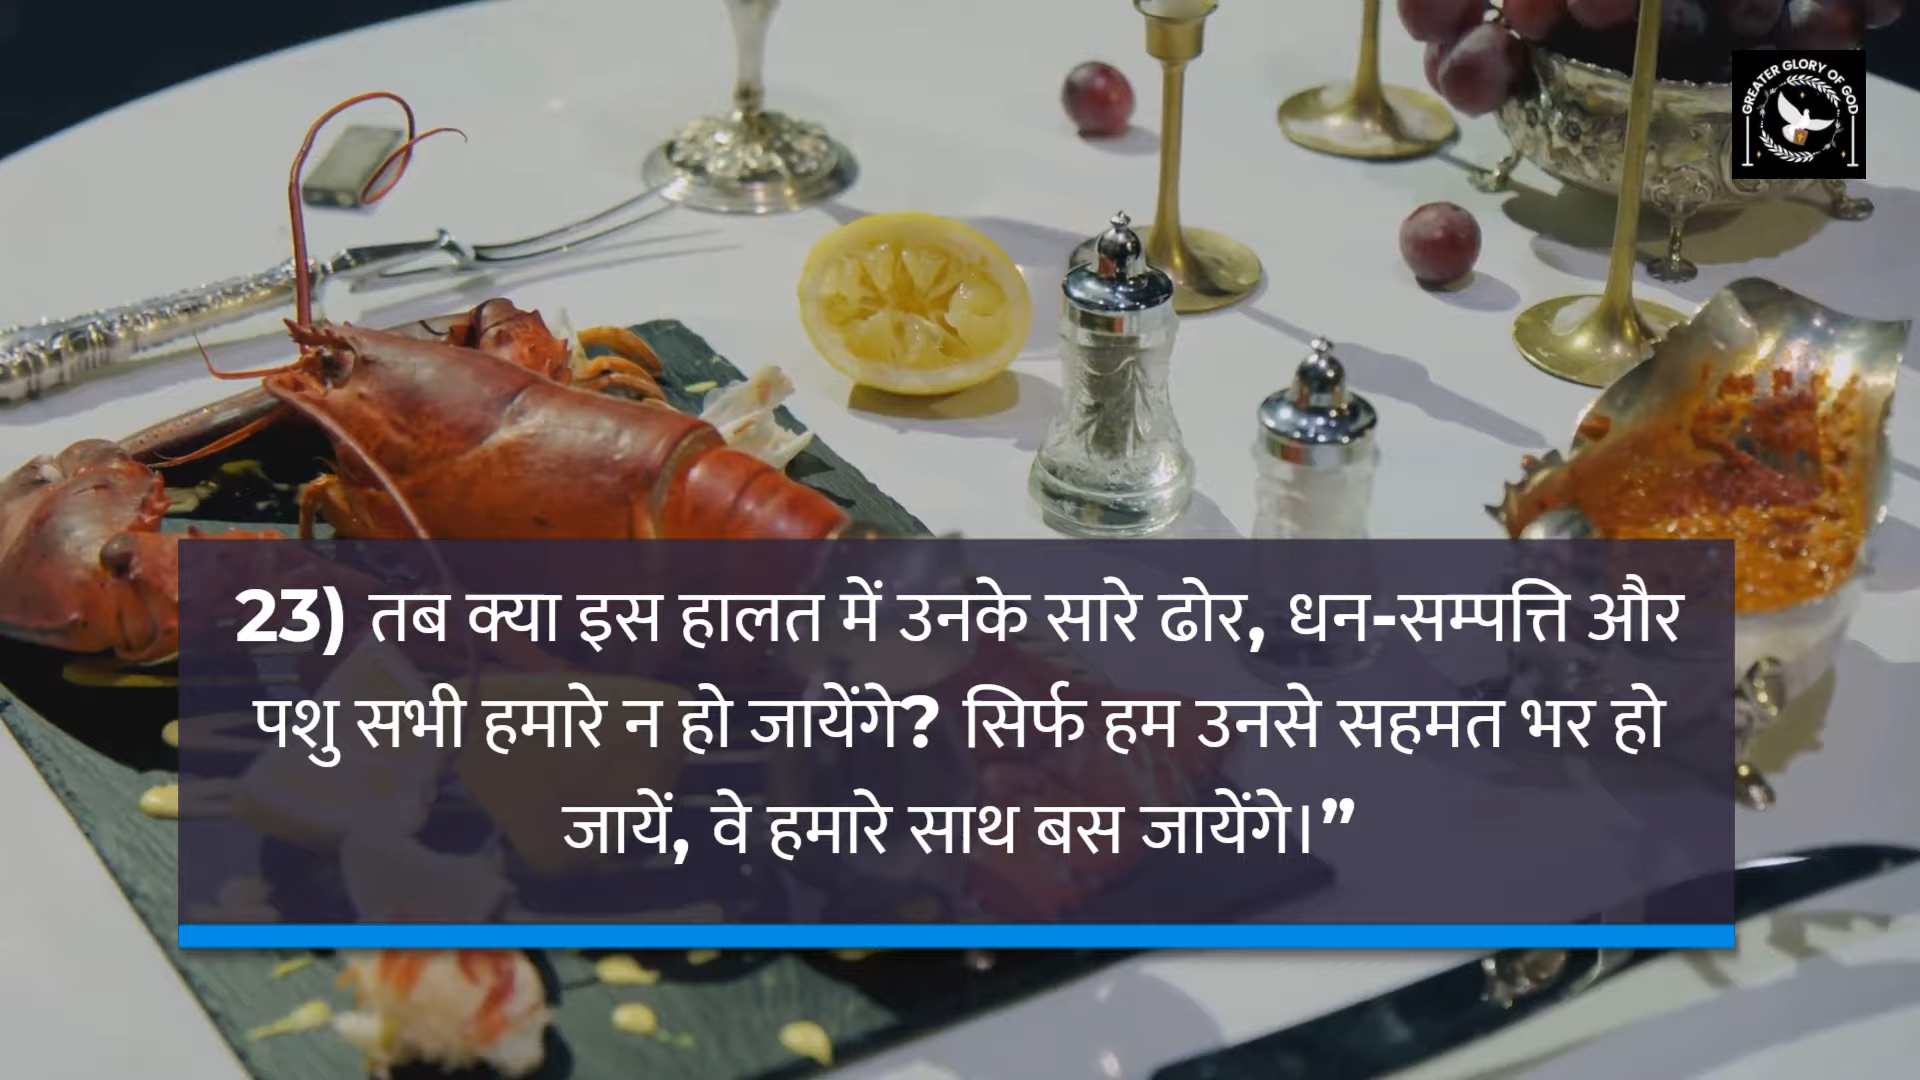 GREATER GLORY OF GOD
23) तब क्या इस हालत में उनके सारे ढोर, धन-सम्पत्ति और
पशु सभी हमारे न हो जायेंगे? सिर्फ हम उनसे सहमत भर हो
जायें, वे हमारे साथ बस जायेंगे।”